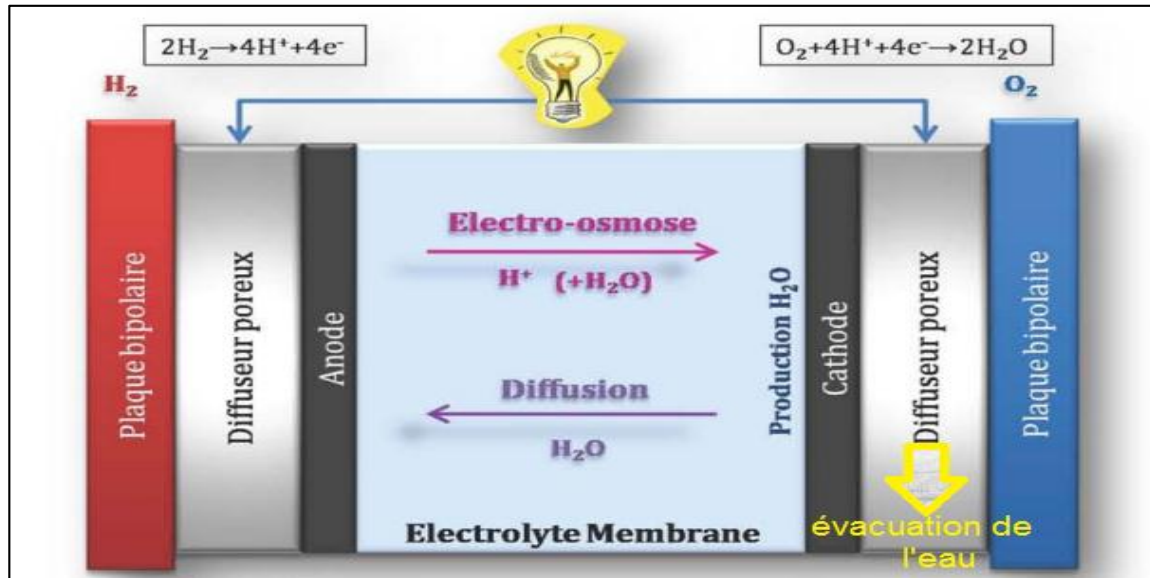 2H₂→4H⁺+4e⁻
O₂+4H⁺+4e⁻→2H₂O
H₂
O₂
Plaque bipolaire
Diffuseur poreux
Anode
Electro-osmose
H⁺ (+H₂O)
Diffusion
H₂O
Electrolyte Membrane
Production H₂O
Cathode
Diffuseur poreux
Plaque bipolaire
évacuation de
l'eau